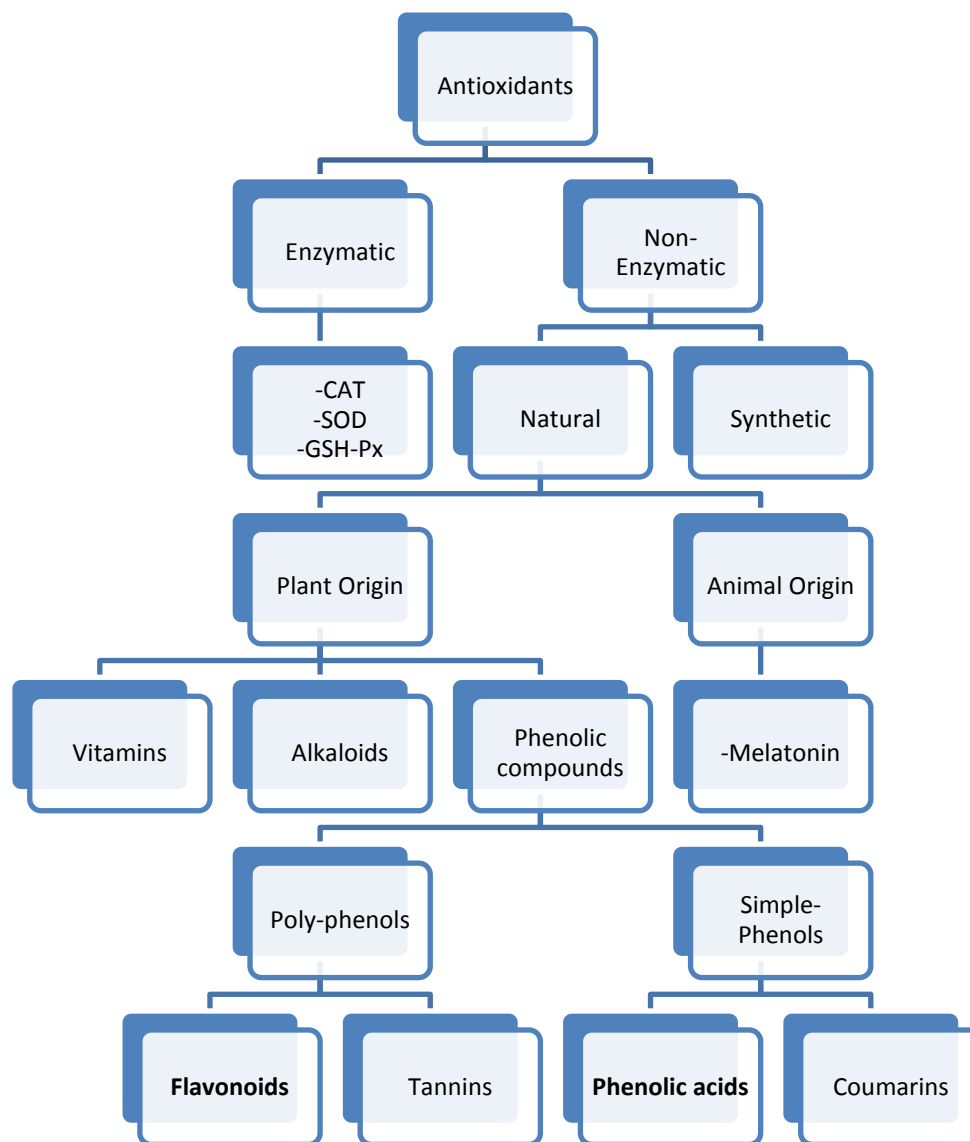 Antioxidants
Enzymatic
Non-
Enzymatic
-CAT
-SOD
-GSH-Px
Natural
Synthetic
Plant Origin
Animal Origin
Vitamins
Alkaloids
Phenolic
compounds
-Melatonin
Poly-phenols
Simple-
Phenols
Flavonoids
Tannins
Phenolic acids
Coumarins